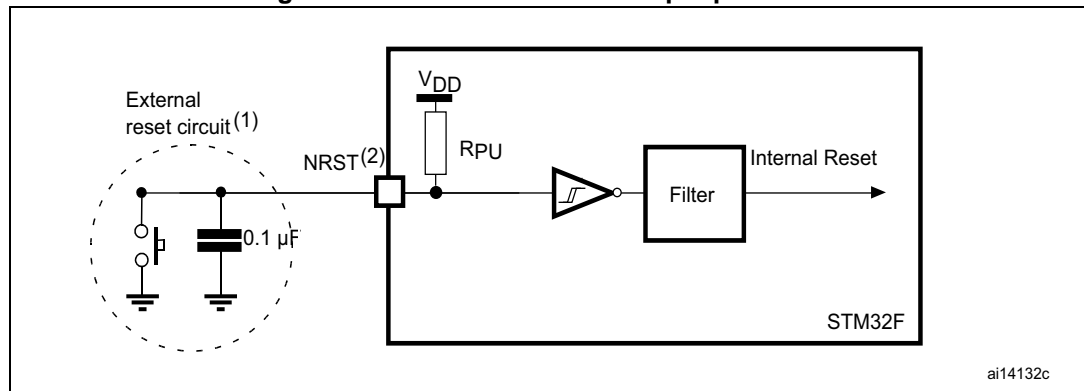 External
reset circuit(1)
NRST(2)
VDD
RPU
Filter
Internal Reset
0.1 µF
STM32F
ai14132c